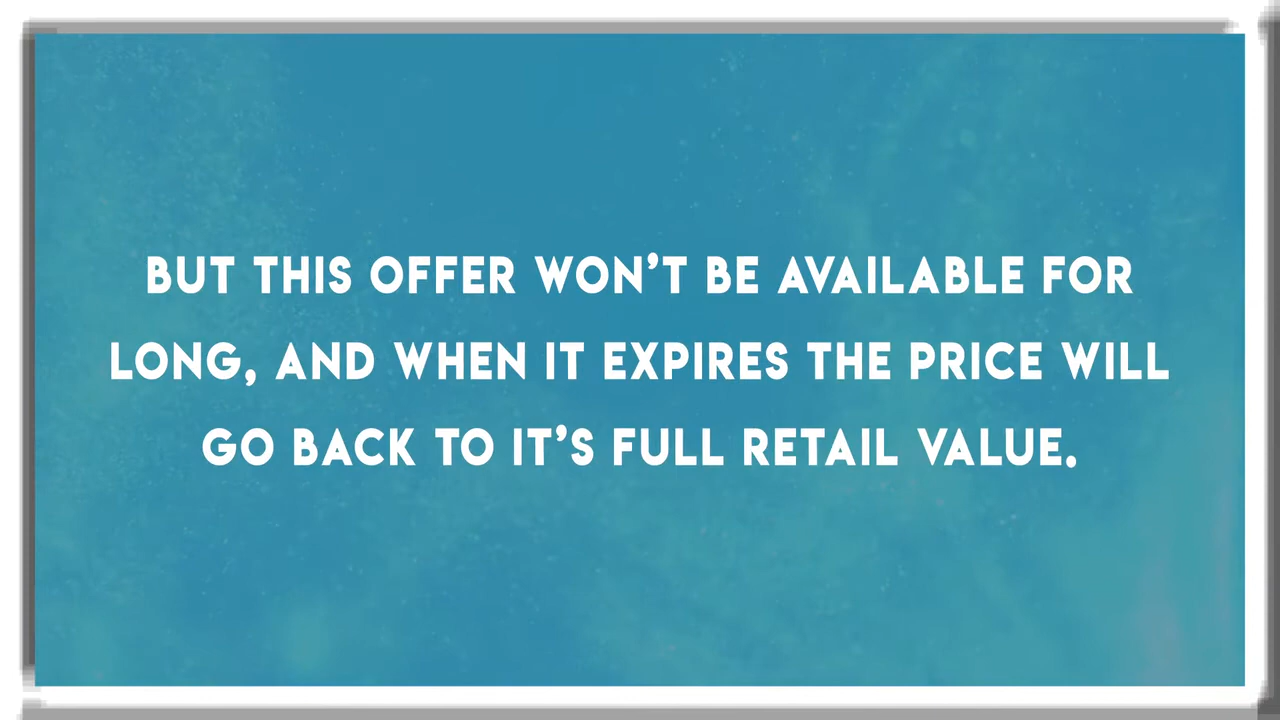 BUT THIS OFFER WON'T BE AVAILABLE FOR
LONG, AND WHEN IT EXPIRES THE PRICE WILL
GO BACK TO IT'S FULL RETAIL VALUE.